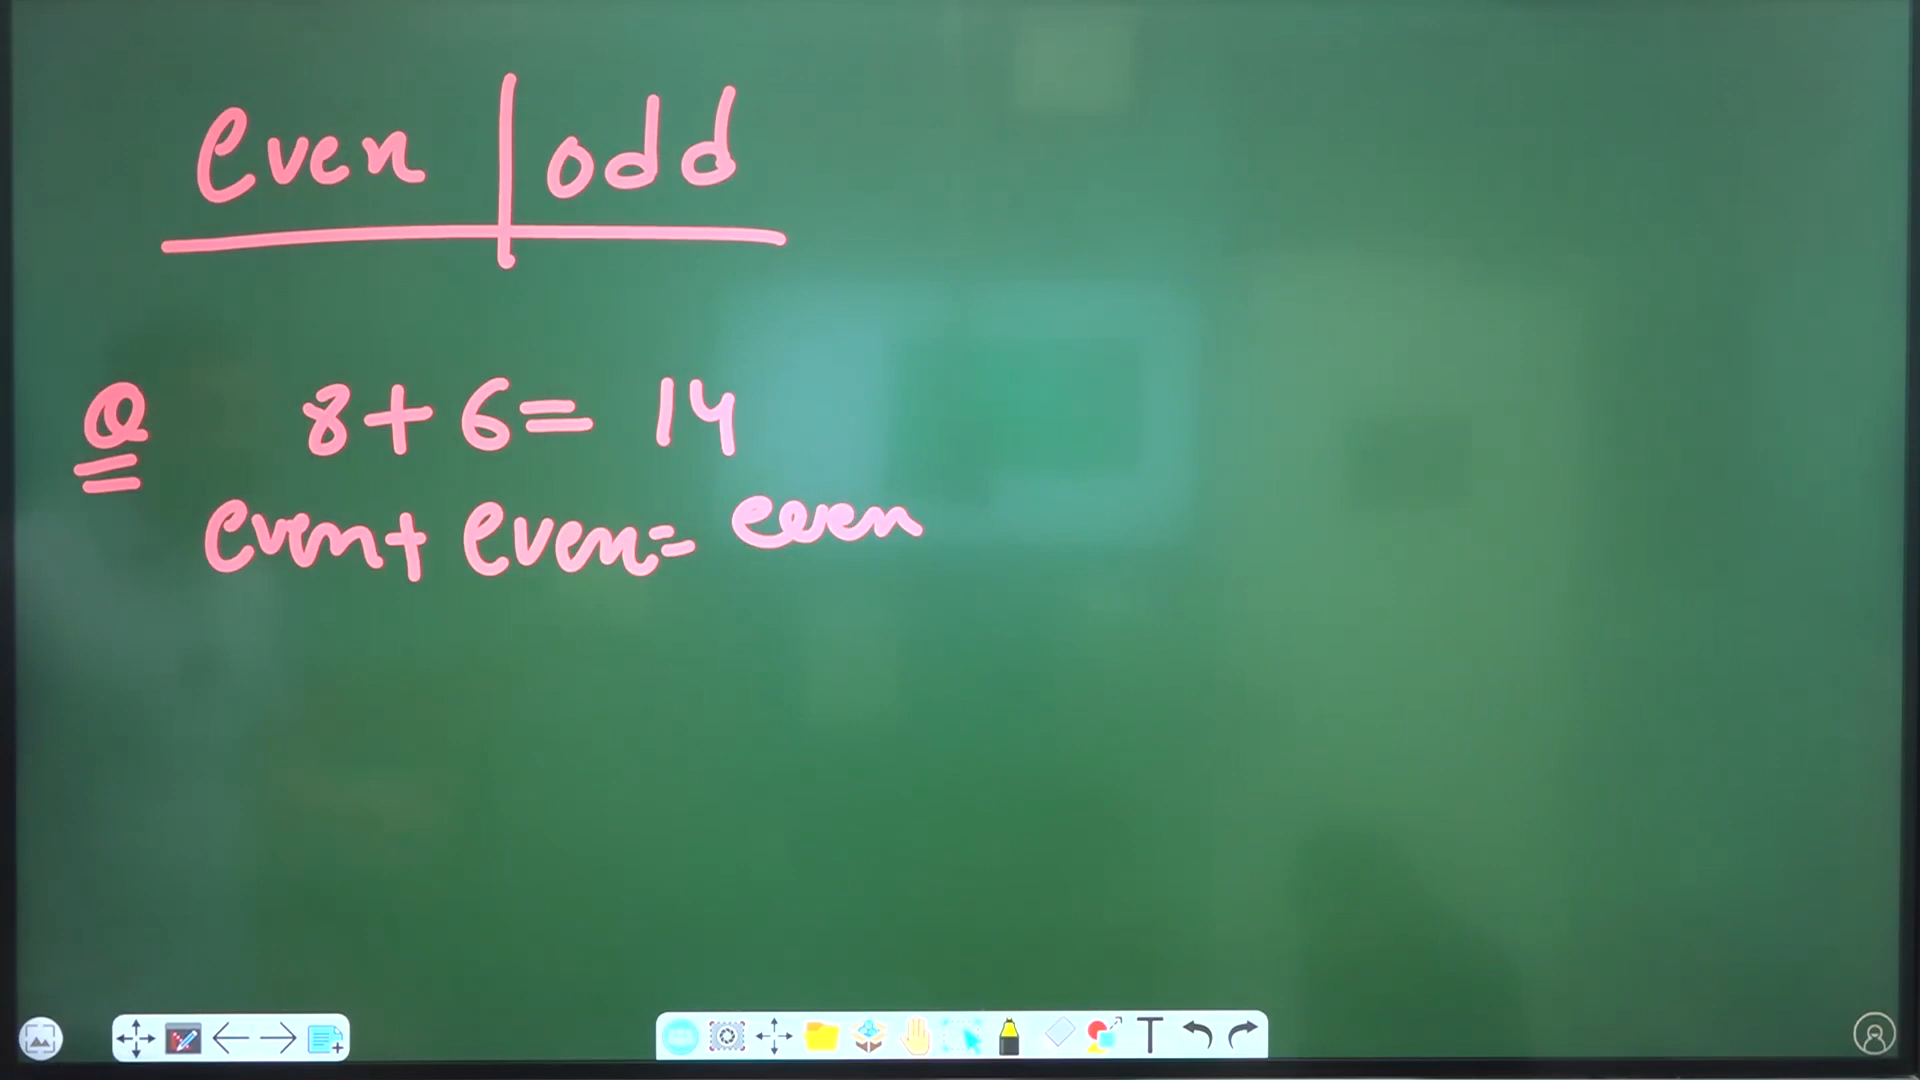 even | odd
Q 8 + 6 = 14
even + even = even